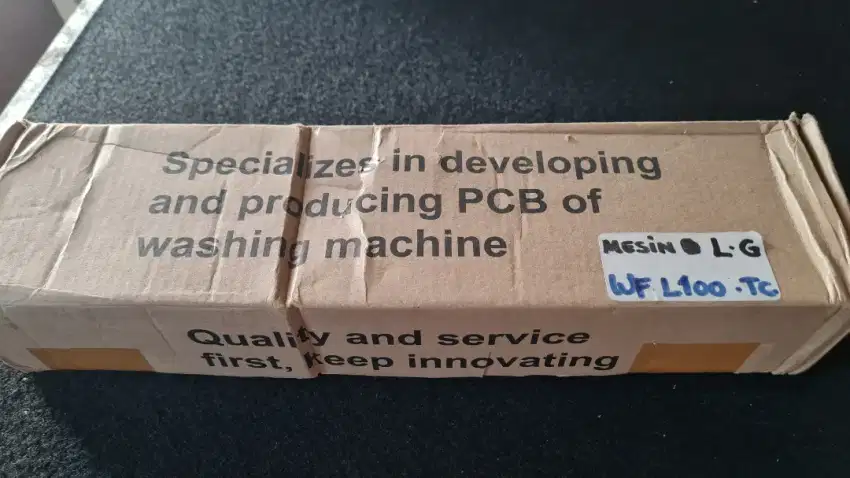 Specializes in developing
and producing PCB of
washing machine
MESIN L.G
WF L100 .TC
Quality and service
first, keep innovating